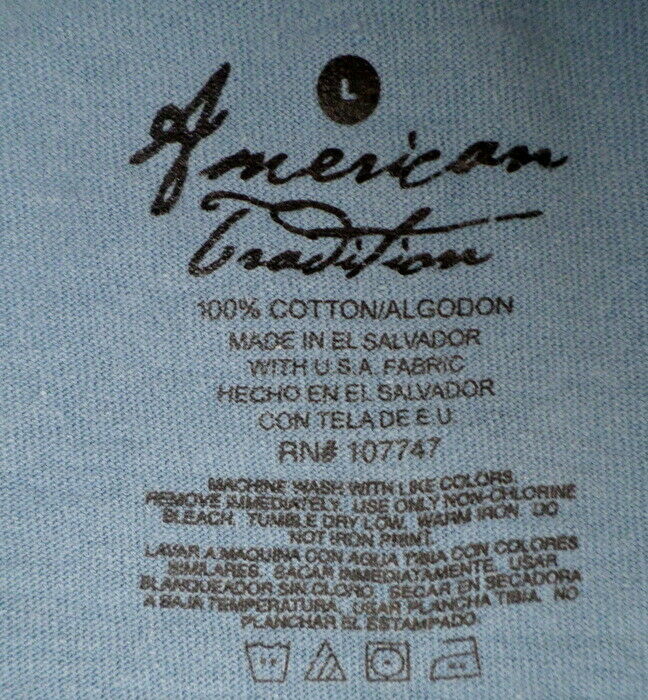 L
American
Tradition
100% COTTON/ALGODON
MADE IN EL SALVADOR
WITH U.S.A. FABRIC
HECHO EN EL SALVADOR
CON TELA DE E.U.
RN# 107747
MACHINE WASH WITH LIKE COLORS.
REMOVE IMMEDIATELY. USE ONLY NON-CHLORINE
BLEACH. TUMBLE DRY LOW. WARM IRON. DO
NOT IRON PRINT.
LAVAR A MAQUINA CON AGUA TIBIA CON COLORES
SIMILARES. SACAR IMMEDIATAMENTE. USAR
BLANQUEADOR SIN CLORO. SECAR EN SECADORA
A BAJA TEMPERATURA. USAR PLANCHA TIBIA. NO
PLANCHAR EL ESTAMPADO.